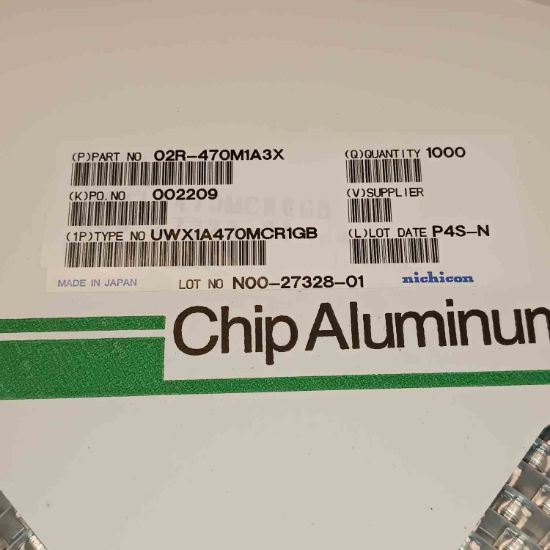 (P)PART NO 02R-470M1A3X (Q)QUANTITY 1000
(K)PO.NO 002209 (V)SUPPLIER
(1P)TYPE NO UWX1A470MCR1GB (L)LOT DATE P4S-N
MADE IN JAPAN LOT NO N00-27328-01 nichicon
Chip Aluminum